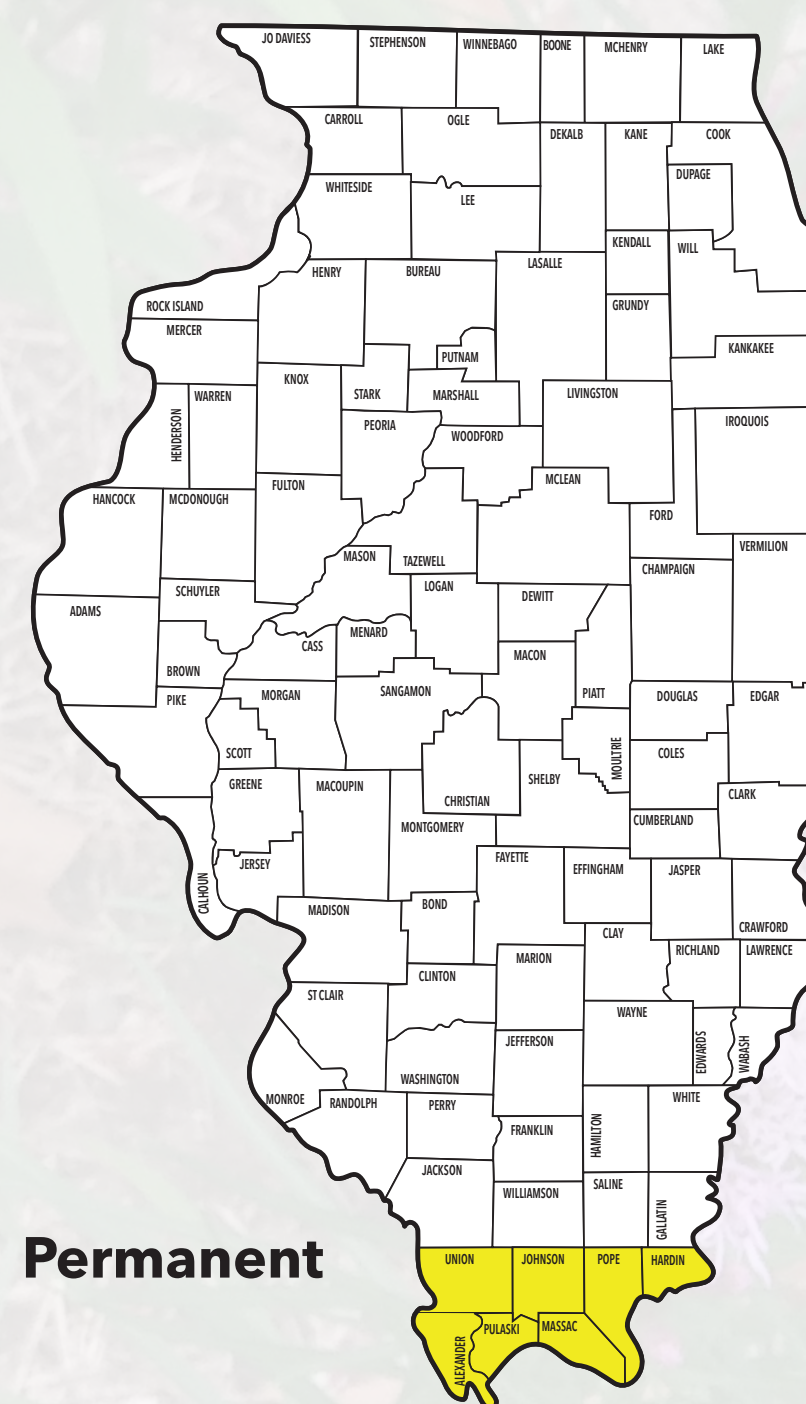 JO DAVIESS
STEPHENSON
WINNEBAGO
BOONE
MCHENRY
LAKE
CARROLL
OGLE
DEKALB
KANE
COOK
DUPAGE
WHITESIDE
LEE
KENDALL
WILL
ROCK ISLAND
HENRY
BUREAU
LASALLE
GRUNDY
MERCER
PUTNAM
KANKAKEE
HENDERSON
WARREN
KNOX
STARK
MARSHALL
LIVINGSTON
PEORIA
WOODFORD
IROQUOIS
HANCOCK
MCDONOUGH
FULTON
MCLEAN
FORD
MASON
TAZEWELL
VERMILION
ADAMS
SCHUYLER
LOGAN
DEWITT
CHAMPAIGN
CASS
MENARD
BROWN
MACON
PIKE
MORGAN
SANGAMON
PIATT
DOUGLAS
EDGAR
SCOTT
SHELBY
MOULTRIE
COLES
GREENE
MACOUPIN
CHRISTIAN
CLARK
MONTGOMERY
CUMBERLAND
CALHOUN
JERSEY
FAYETTE
EFFINGHAM
JASPER
MADISON
BOND
CLAY
CRAWFORD
MARION
RICHLAND
LAWRENCE
ST CLAIR
CLINTON
WAYNE
JEFFERSON
EDWARDS
WABASH
MONROE
RANDOLPH
WASHINGTON
PERRY
FRANKLIN
HAMILTON
WHITE
JACKSON
WILLIAMSON
SALINE
GALLATIN
Permanent
UNION
JOHNSON
POPE
HARDIN
ALEXANDER
PULASKI
MASSAC